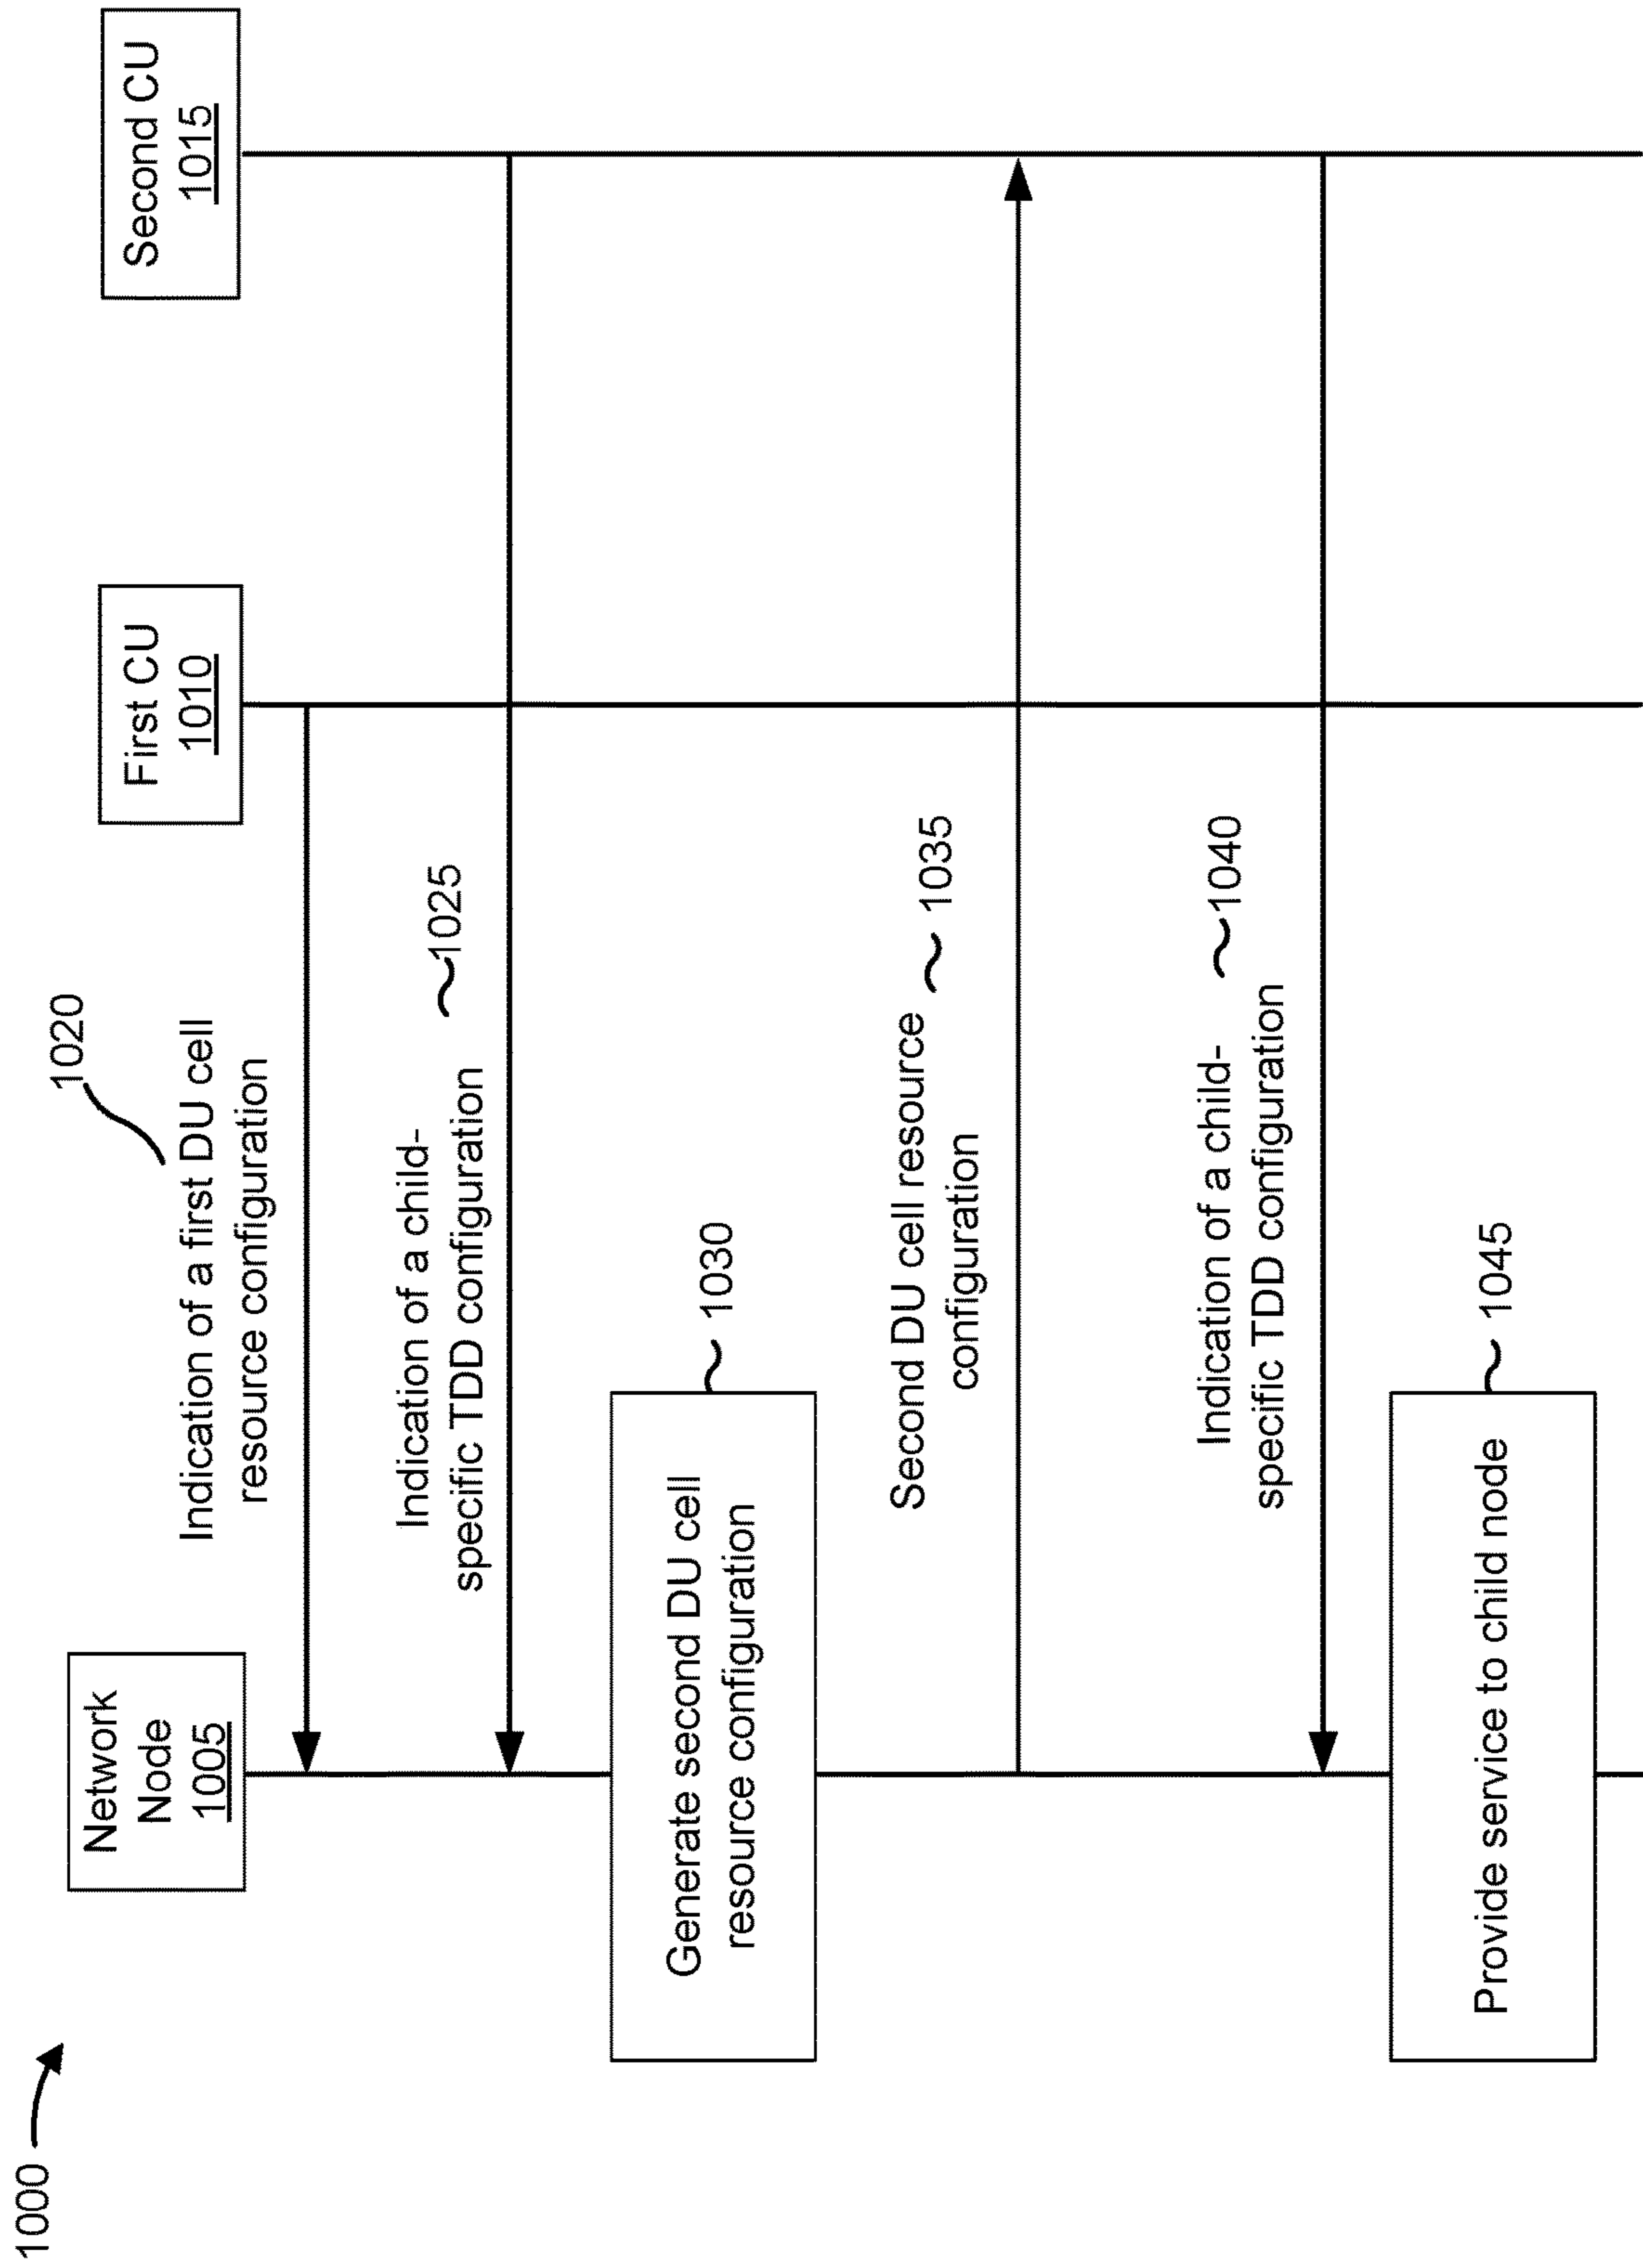 1000
Network
Node
1005
First CU
1010
Second CU
1015
1020
Indication of a first DU cell
resource configuration
Indication of a child-
specific TDD configuration
1025
Generate second DU cell
resource configuration
1030
Second DU cell resource
configuration
1035
Indication of a child-
specific TDD configuration
1040
Provide service to child node
1045